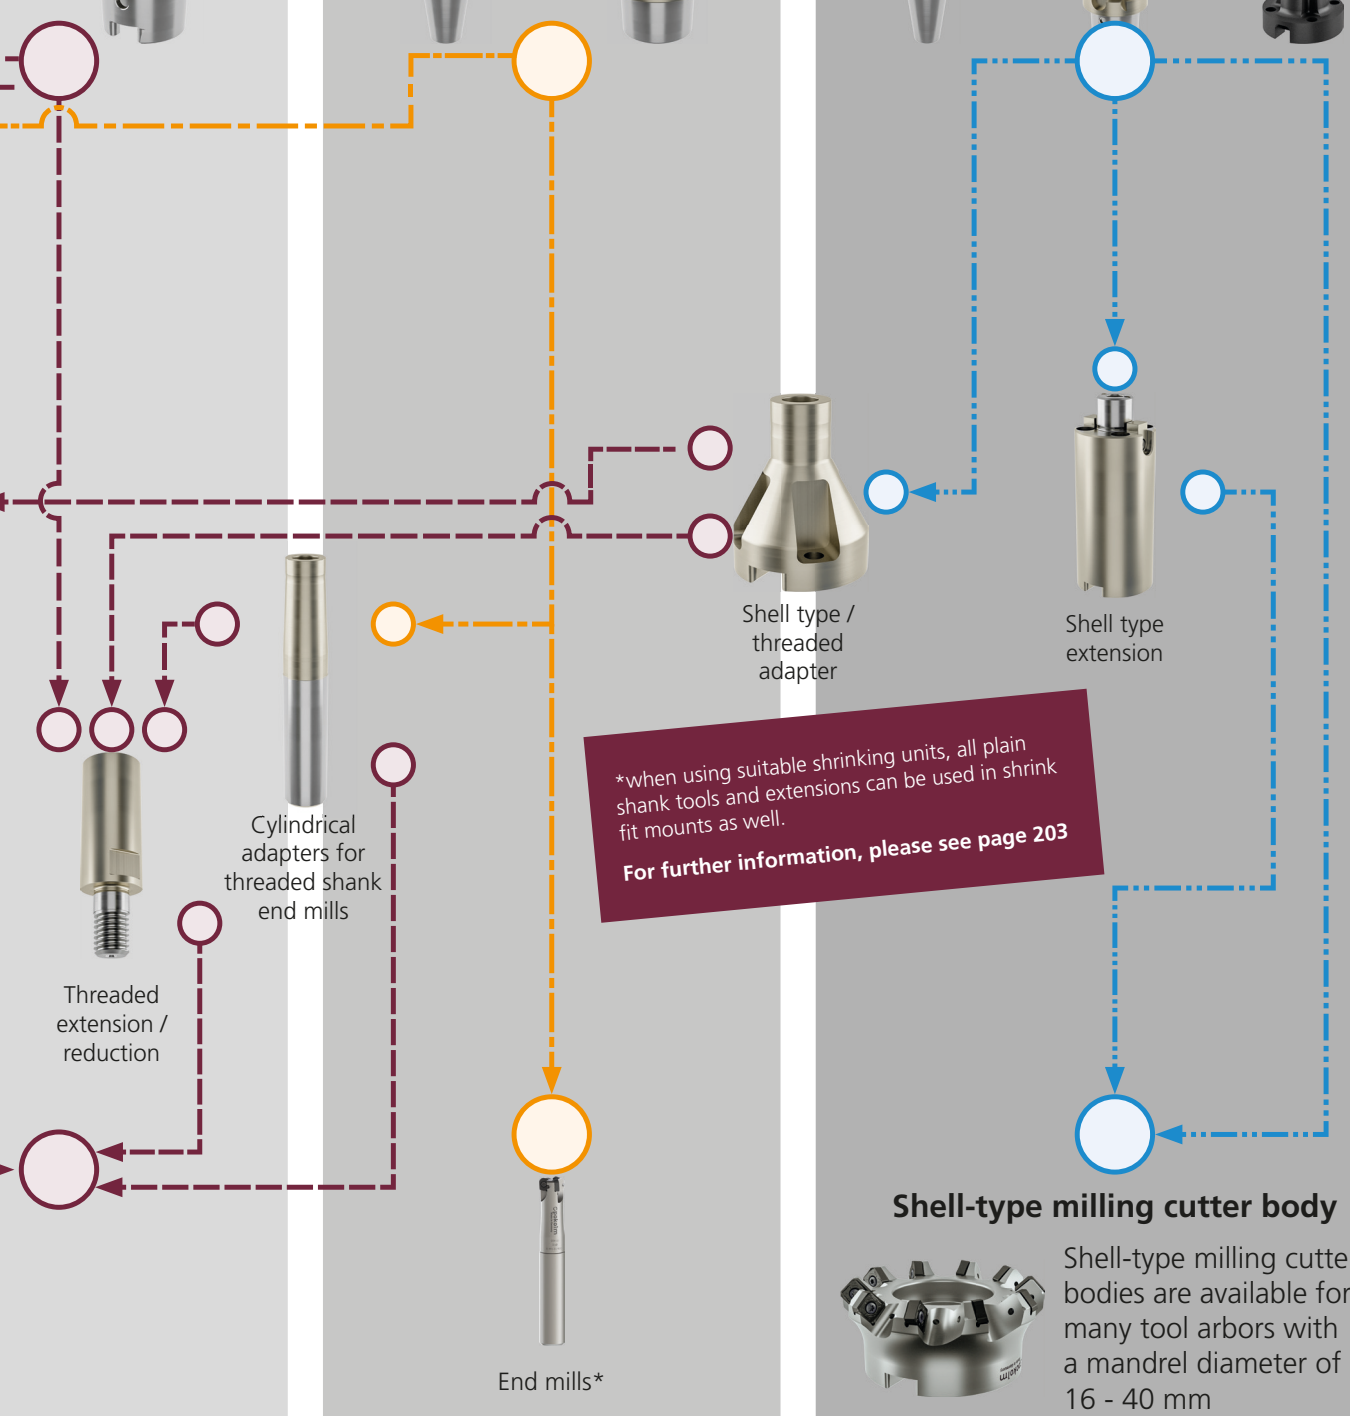 Shell type /
threaded
adapter
Shell type
extension
*when using suitable shrinking units, all plain
shank tools and extensions can be used in shrink
fit mounts as well.
For further information, please see page 203
Cylindrical
adapters for
threaded shank
end mills
Threaded
extension /
reduction
End mills*
Shell-type milling cutter body
Shell-type milling cutte
bodies are available for
many tool arbors with
a mandrel diameter of
16 - 40 mm